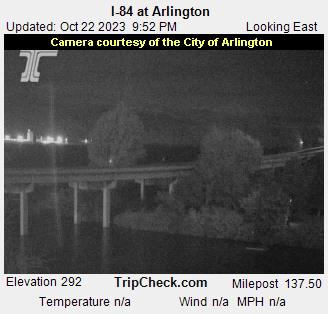 I-84 at Arlington
Updated: Oct 22 2023 9:52 PM Looking East
Camera courtesy of the City of Arlington
Elevation 292 TripCheck.com Milepost 137.50
Temperature n/a Wind n/a MPH n/a